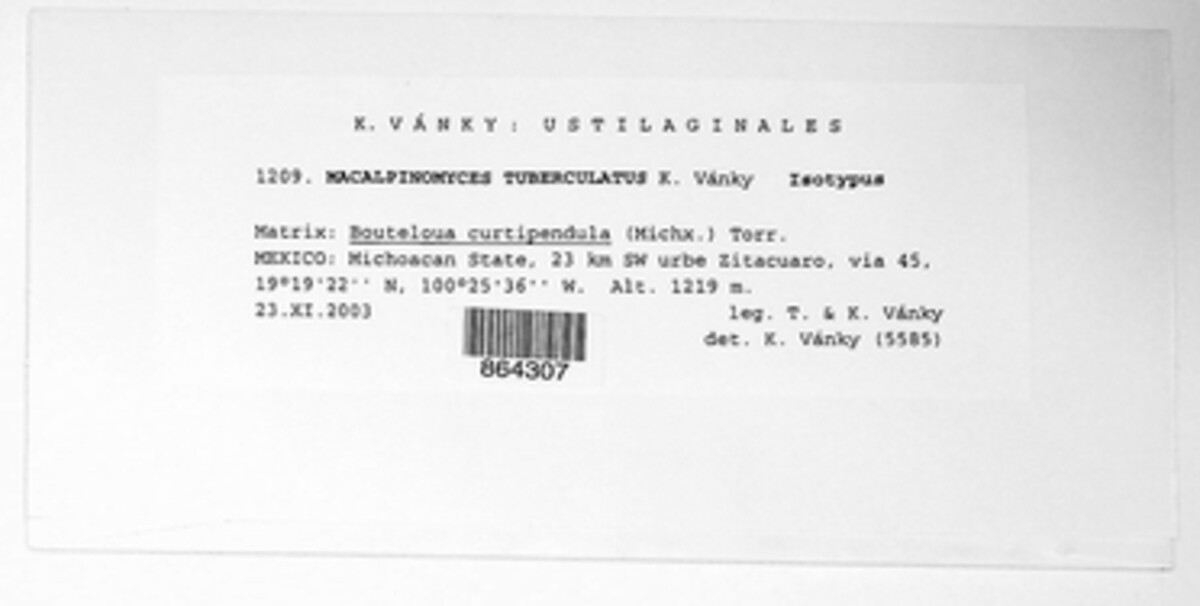 K. VÁNKY: USTILAGINALES
1209. MACALPINOMYCES TUBERCULATUS K. Vánky Isotypus
Matrix: Bouteloua curtipendula (Michx.) Torr.
MEXICO: Michoacan State, 23 km SW urbe Zitacuaro, via 45,
19°19'22'' N, 100°25'36'' W. Alt. 1219 m.
23.XI.2003 leg. T. & K. Vánky
det. K. Vánky (5585)
864307